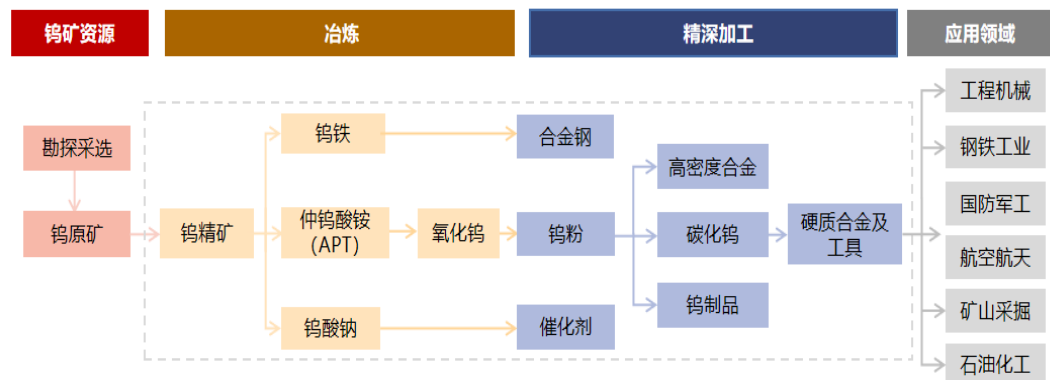 钨矿资源
冶炼
精深加工
应用领域
勘探采选
钨原矿
钨精矿
钨铁
仲钨酸铵
（APT）
钨酸钠
氧化钨
合金钢
钨粉
催化剂
高密度合金
碳化钨
钨制品
硬质合金及
工具
工程机械
钢铁工业
国防军工
航空航天
矿山采掘
石油化工